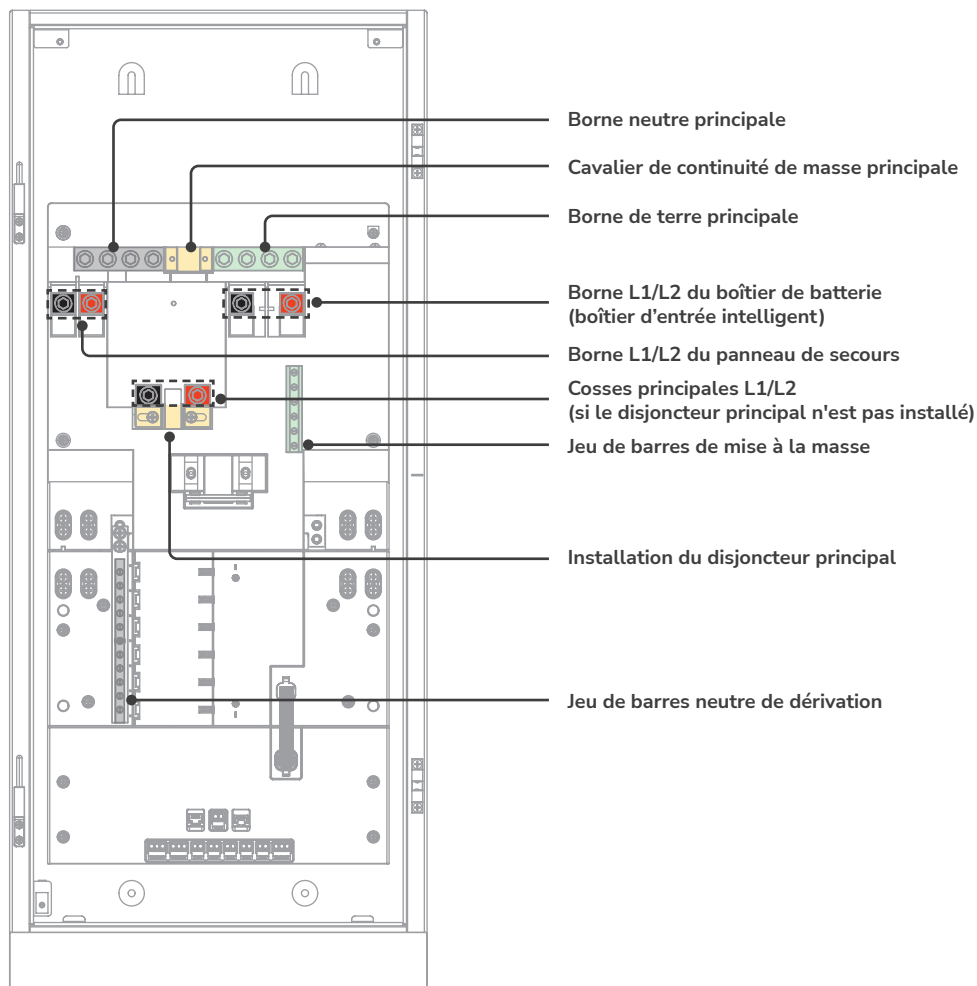 Borne neutre principale
Cavalier de continuité de masse principale
Borne de terre principale
Borne L1/L2 du boîtier de batterie
(boîtier d’entrée intelligent)
Borne L1/L2 du panneau de secours
Cosses principales L1/L2
(si le disjoncteur principal n'est pas installé)
Jeu de barres de mise à la masse
Installation du disjoncteur principal
Jeu de barres neutre de dérivation